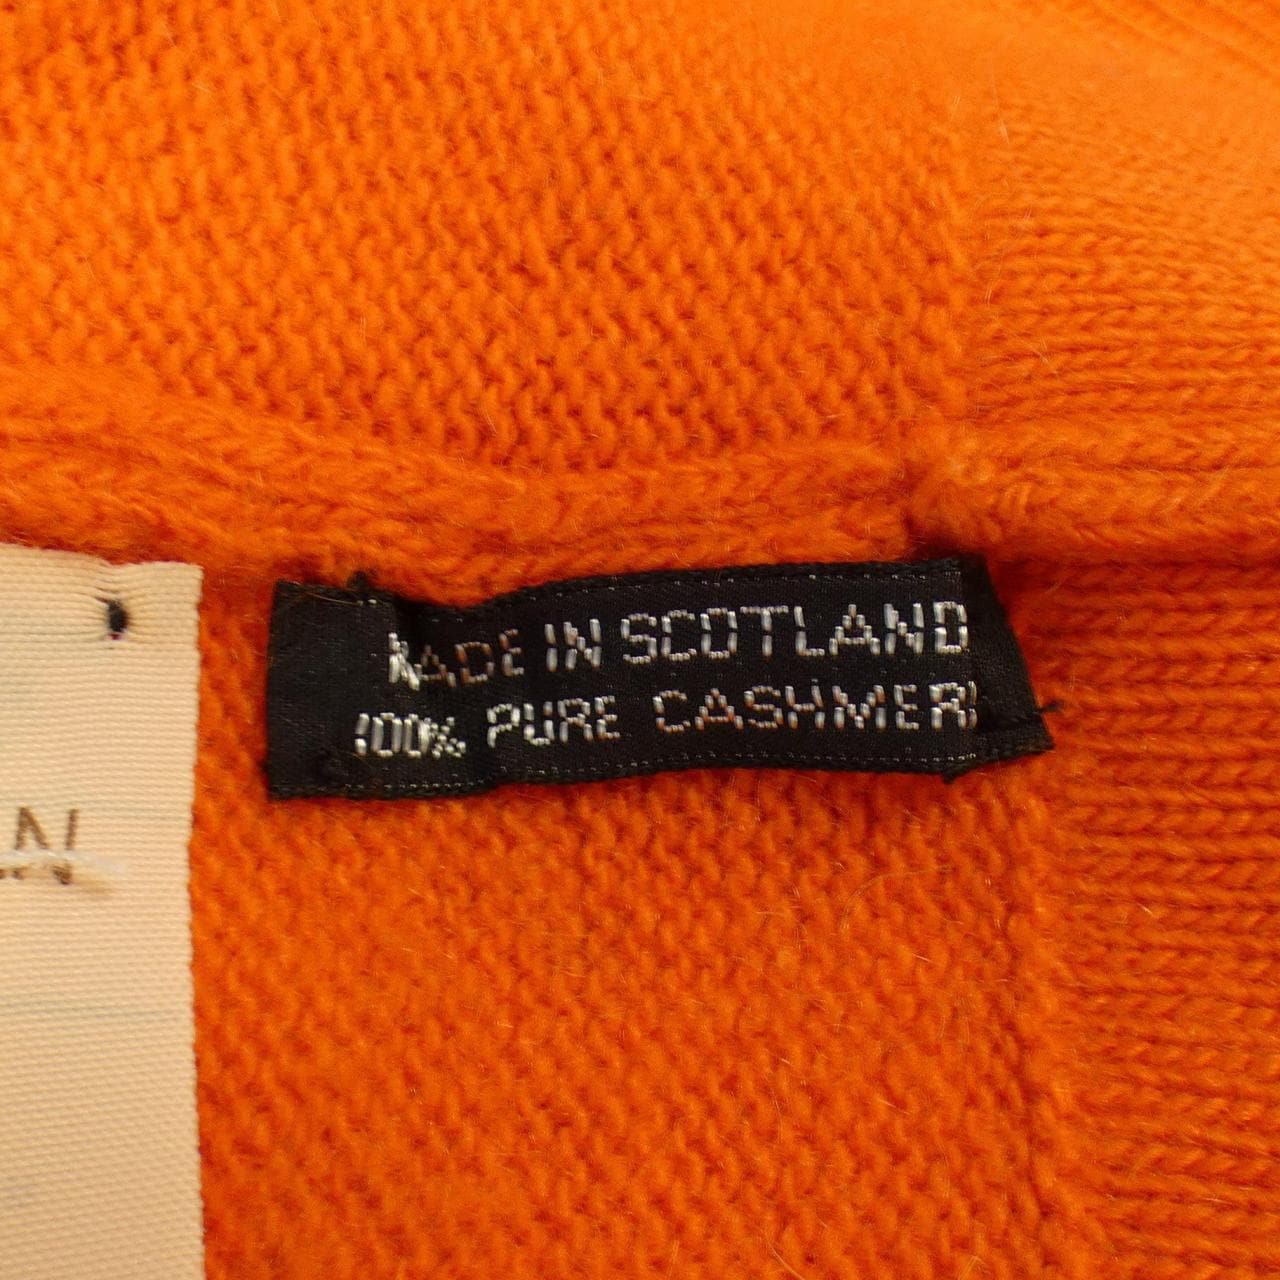 MADE IN SCOTLAND
100% PURE CASHMERE
N